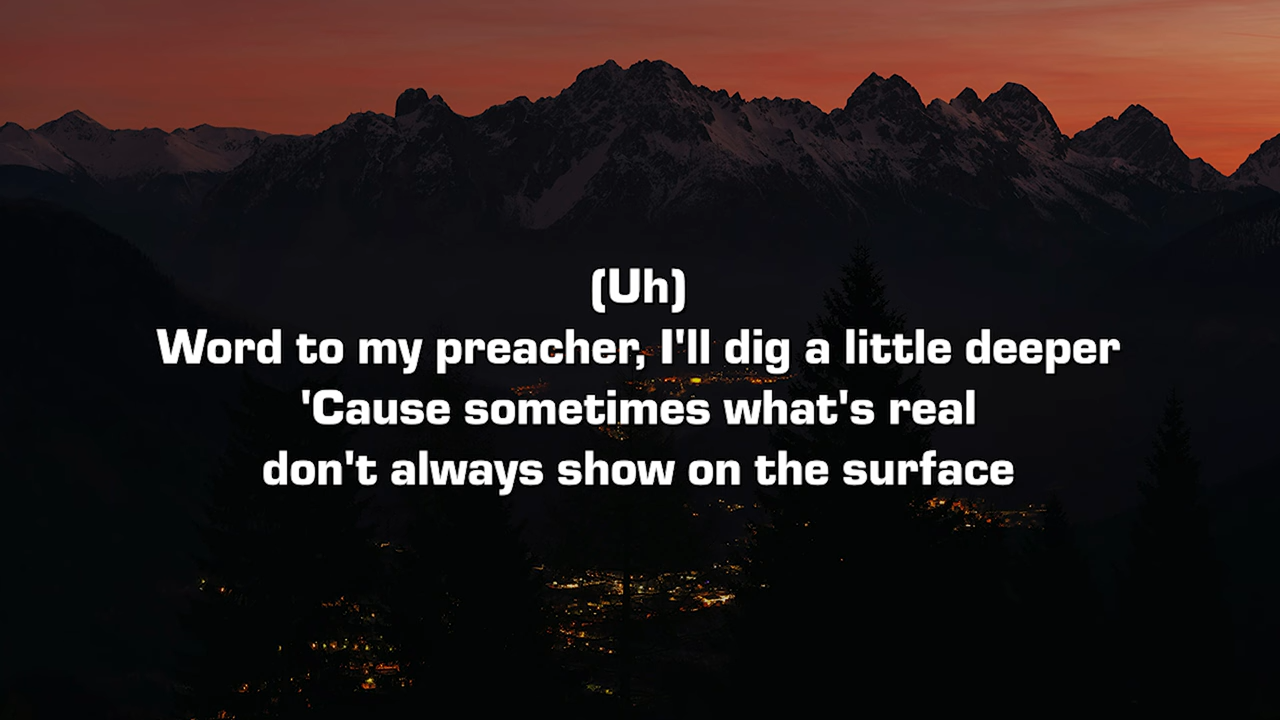 (Uh)
Word to my preacher, I'll dig a little deeper
'Cause sometimes what's real
don't always show on the surface